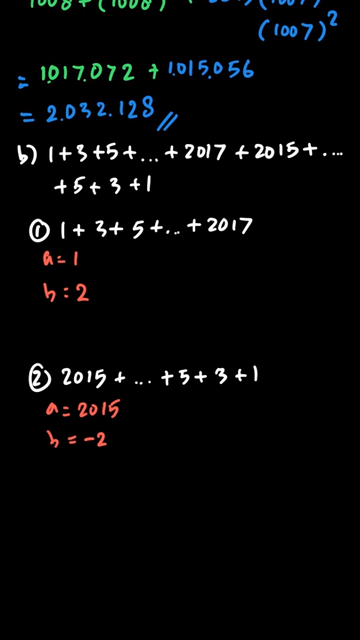 (1007)²
= 1.017.072 + 1.015.056
= 2.032.128 //
b) 1 + 3 + 5 + ... + 2017 + 2015 + ...
+ 5 + 3 + 1
① 1 + 3 + 5 + ... + 2017
a = 1
b = 2
② 2015 + ... + 5 + 3 + 1
a = 2015
b = -2